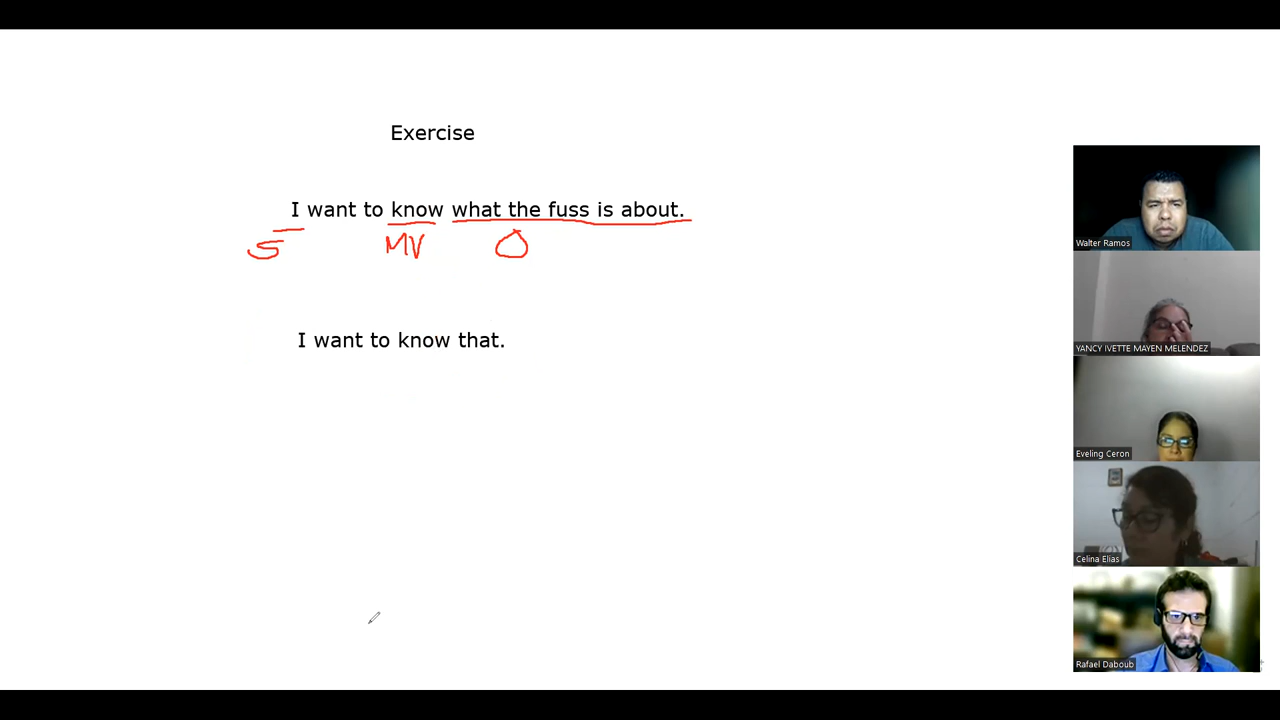 Exercise
I want to know what the fuss is about.
S MV O
I want to know that.
Walter Ramos
YANCY IVETTE MAYEN MELENDEZ
Eveling Ceron
Celina Elias
Rafael Daboub